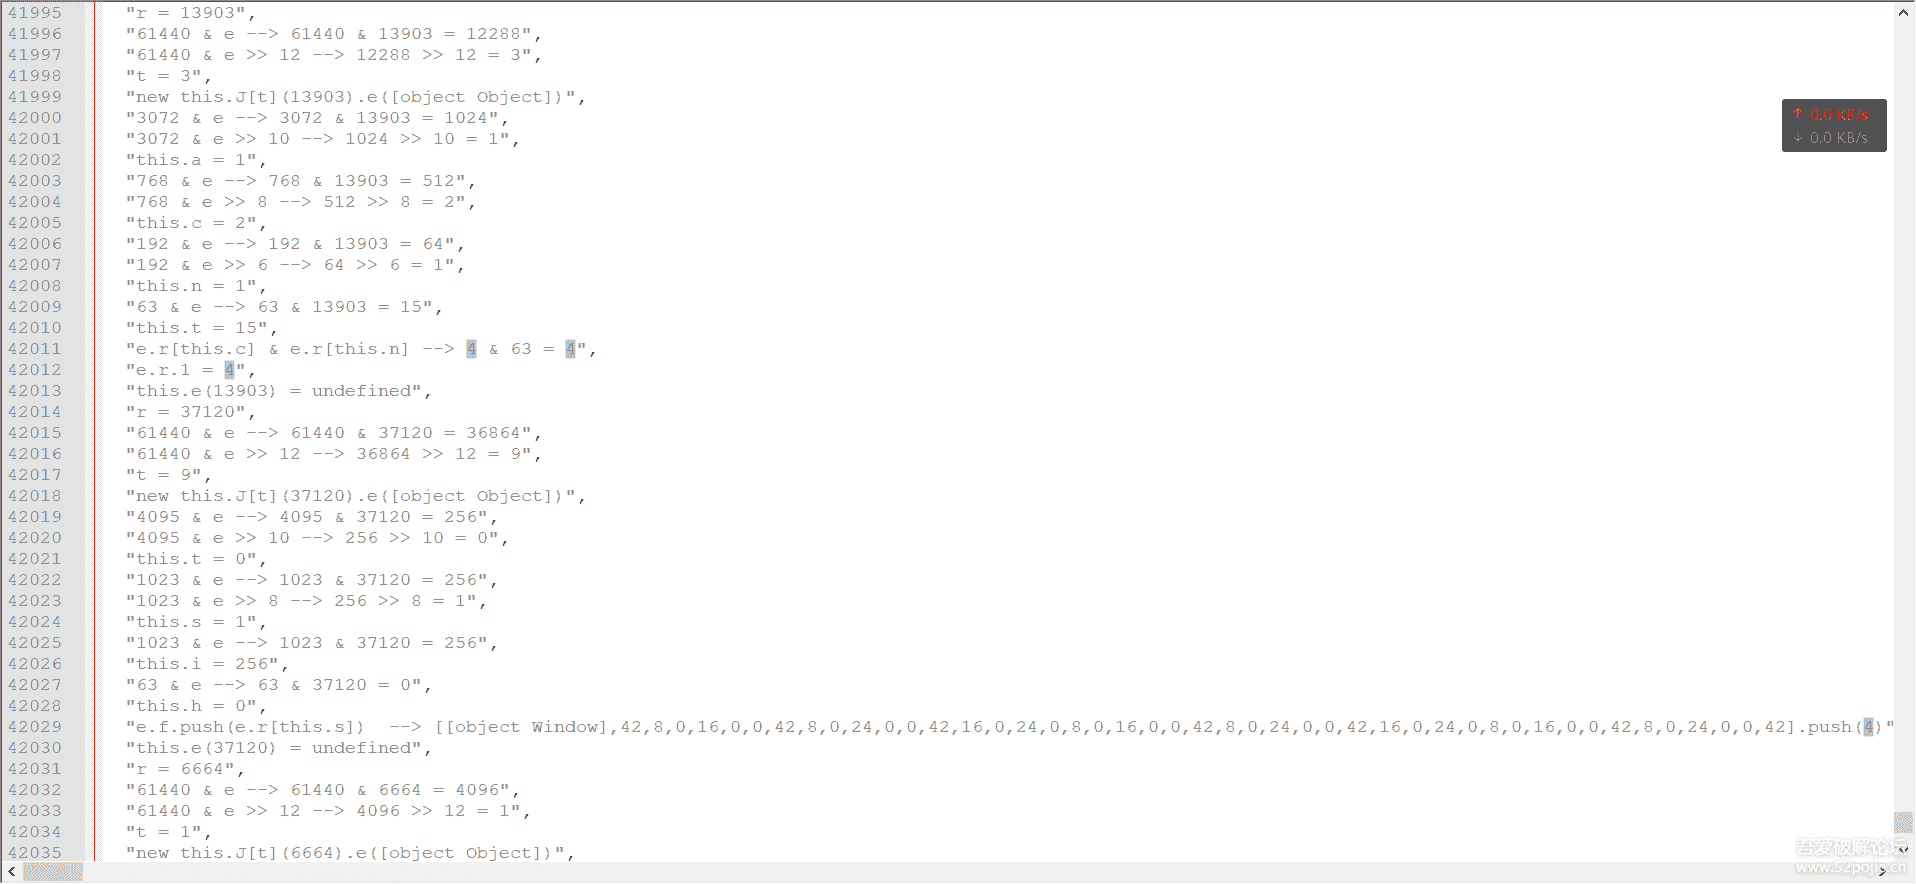 41995 "r = 13903",
41996 "61440 & e --> 61440 & 13903 = 12288",
41997 "61440 & e >> 12 --> 12288 >> 12 = 3",
41998 "t = 3",
41999 "new this.J[t](13903).e([object Object])",
42000 "3072 & e --> 3072 & 13903 = 1024",
42001 "3072 & e >> 10 --> 1024 >> 10 = 1",
42002 "this.a = 1",
42003 "768 & e --> 768 & 13903 = 512",
42004 "768 & e >> 8 --> 512 >> 8 = 2",
42005 "this.c = 2",
42006 "192 & e --> 192 & 13903 = 64",
42007 "192 & e >> 6 --> 64 >> 6 = 1",
42008 "this.n = 1",
42009 "63 & e --> 63 & 13903 = 15",
42010 "this.t = 15",
42011 "e.r[this.c] & e.r[this.n] --> 4 & 63 = 4",
42012 "e.r.1 = 4",
42013 "this.e(13903) = undefined",
42014 "r = 37120",
42015 "61440 & e --> 61440 & 37120 = 36864",
42016 "61440 & e >> 12 --> 36864 >> 12 = 9",
42017 "t = 9",
42018 "new this.J[t](37120).e([object Object])",
42019 "4095 & e --> 4095 & 37120 = 256",
42020 "4095 & e >> 10 --> 256 >> 10 = 0",
42021 "this.t = 0",
42022 "1023 & e --> 1023 & 37120 = 256",
42023 "1023 & e >> 8 --> 256 >> 8 = 1",
42024 "this.s = 1",
42025 "1023 & e --> 1023 & 37120 = 256",
42026 "this.i = 256",
42027 "63 & e --> 63 & 37120 = 0",
42028 "this.h = 0",
42029 "e.f.push(e.r[this.s])  --> [[object Window],42,8,0,16,0,0,42,8,0,24,0,0,42,16,0,24,0,8,0,16,0,0,42,8,0,24,0,0,42,16,0,24,0,8,0,16,0,0,42,8,0,24,0,0,42].push(4)"
42030 "this.e(37120) = undefined",
42031 "r = 6664",
42032 "61440 & e --> 61440 & 6664 = 4096",
42033 "61440 & e >> 12 --> 4096 >> 12 = 1",
42034 "t = 1",
42035 "new this.J[t](6664).e([object Object])",
↑ 0.0 KB/s
↓ 0.0 KB/s
吾爱破解论坛
www.52pojie.cn